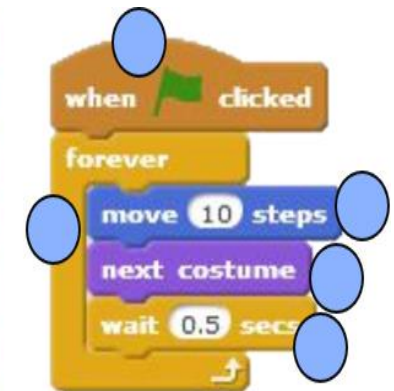 when clicked
forever
move 10 steps
next costume
wait 0.5 secs